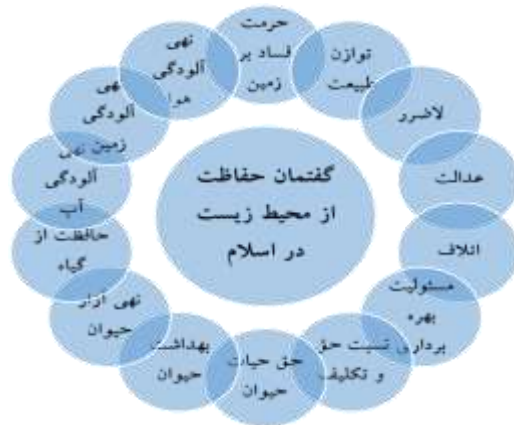 گفتمان حفاظت
از محیط زیست
در اسلام
حرمت
فساد بر
زمین
توازن
طبیعت
لاضرر
عدالت
اتلاف
مسئولیت
بهره
برداری
نسبت حق
و تکلیف
حق حیات
حیوان
بهداشت
حیوان
نهی آزار
حیوان
حافظت از
گیاه
نهی
آلودگی
آب
نهی
آلودگی
زمین
نهی
آلودگی
هوا